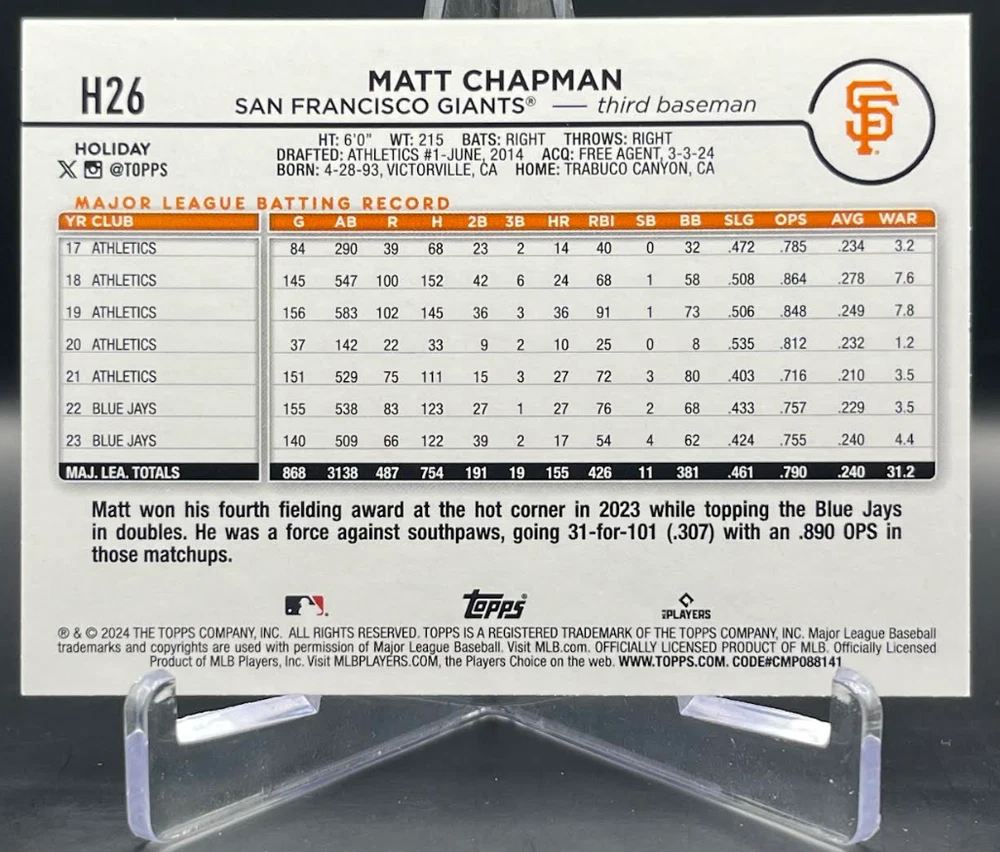 H26
MATT CHAPMAN
SAN FRANCISCO GIANTS® — third baseman
SF
HOLIDAY
@TOPPS
HT: 6'0" WT: 215 BATS: RIGHT THROWS: RIGHT
DRAFTED: ATHLETICS #1-JUNE, 2014 ACQ: FREE AGENT, 3-3-24
BORN: 4-28-93, VICTORVILLE, CA HOME: TRABUCO CANYON, CA
MAJOR LEAGUE BATTING RECORD
YR CLUB G AB R H 2B 3B HR RBI SB BB SLG OPS AVG WAR
17 ATHLETICS 84 290 39 68 23 2 14 40 0 32 .472 .785 .234 3.2
18 ATHLETICS 145 547 100 152 42 6 24 68 1 58 .508 .864 .278 7.6
19 ATHLETICS 156 583 102 145 36 3 36 91 1 73 .506 .848 .249 7.8
20 ATHLETICS 37 142 22 33 9 2 10 25 0 8 .535 .812 .232 1.2
21 ATHLETICS 151 529 75 111 15 3 27 72 3 80 .403 .716 .210 3.5
22 BLUE JAYS 155 538 83 123 27 1 27 76 2 68 .433 .757 .229 3.5
23 BLUE JAYS 140 509 66 122 39 2 17 54 4 62 .424 .755 .240 4.4
MAJ. LEA. TOTALS 868 3138 487 754 191 19 155 426 11 381 .461 .790 .240 31.2
Matt won his fourth fielding award at the hot corner in 2023 while topping the Blue Jays
in doubles. He was a force against southpaws, going 31-for-101 (.307) with an .890 OPS in
those matchups.
Topps
PLAYERS
® & © 2024 THE TOPPS COMPANY, INC. ALL RIGHTS RESERVED. TOPPS IS A REGISTERED TRADEMARK OF THE TOPPS COMPANY, INC. Major League Baseball
trademarks and copyrights are used with permission of Major League Baseball. Visit MLB.com. OFFICIALLY LICENSED PRODUCT OF MLB. Officially Licensed
Product of MLB Players, Inc. Visit MLBPLAYERS.COM, the Players Choice on the web. WWW.TOPPS.COM. CODE#CMP088141